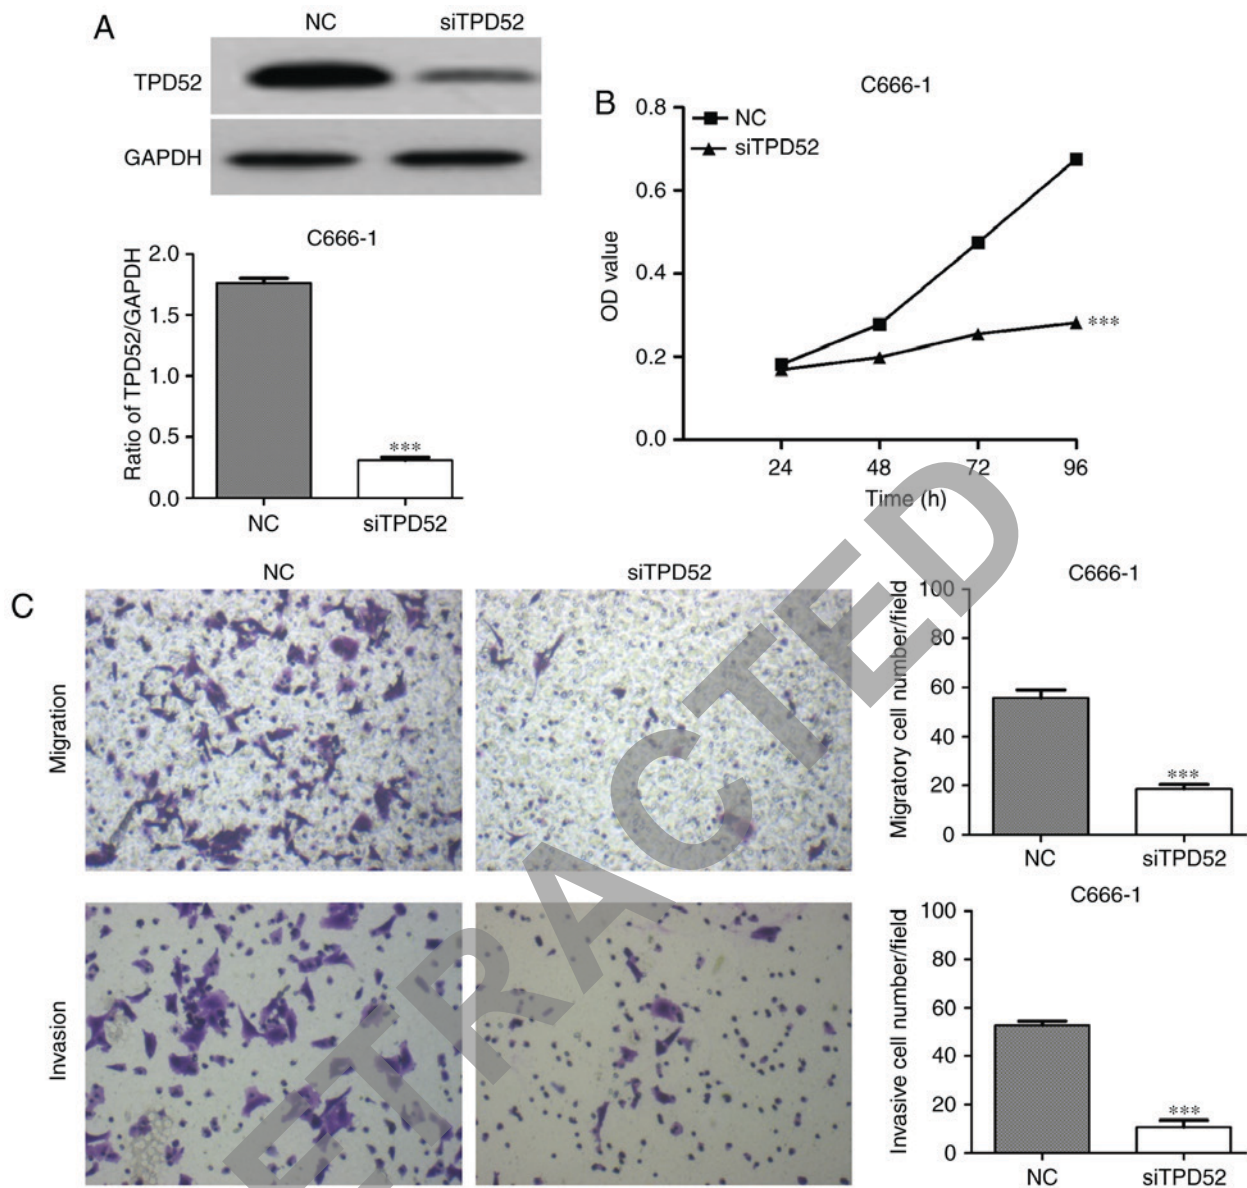 A
NC siTPD52
TPD52
GAPDH
C666-1
Ratio of TPD52/GAPDH
2.0
1.5
1.0
0.5
0.0
***
NC siTPD52
B
C666-1
NC
siTPD52
OD value
0.8
0.6
0.4
0.2
0.0
***
24 48 72 96
Time (h)
C
NC siTPD52
Migration
Invasion
C666-1
Migratory cell number/field
100
80
60
40
20
0
***
NC siTPD52
C666-1
Invasive cell number/field
100
80
60
40
20
0
***
NC siTPD52
ETRACTED